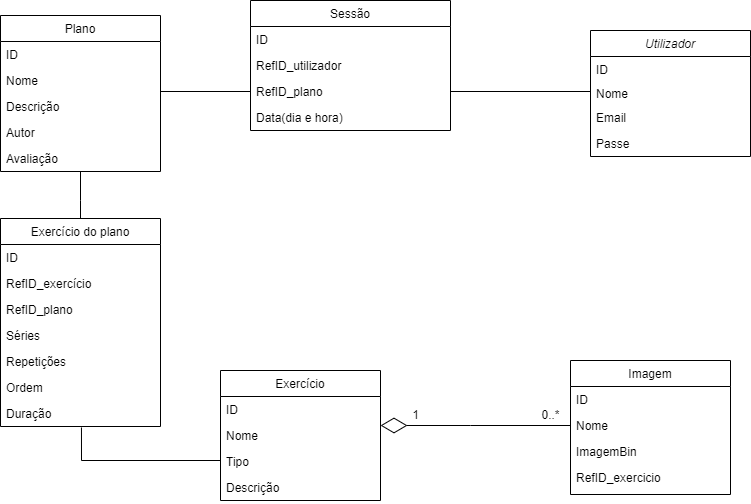 Plano
ID
Nome
Descrição
Autor
Avaliação
Sessão
ID
RefID_utilizador
RefID_plano
Data(dia e hora)
Utilizador
ID
Nome
Email
Passe
Exercício do plano
ID
RefID_exercício
RefID_plano
Séries
Repetições
Ordem
Duração
Exercício
ID
Nome
Tipo
Descrição
1
0..*
Imagem
ID
Nome
ImagemBin
RefID_exercicio